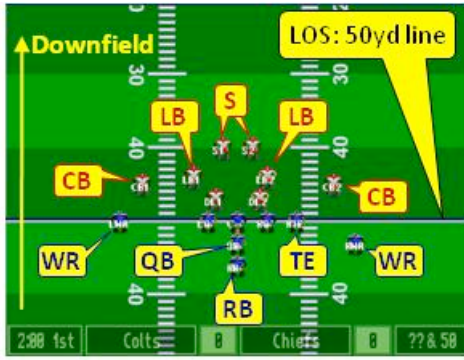 Downfield
LOS: 50yd line
30
30
S
LB
LB
40
40
CB
CB
WR
QB
TE
WR
RB
40
40
2:00 1st
Colts
0
Chiefs
0
??& 50